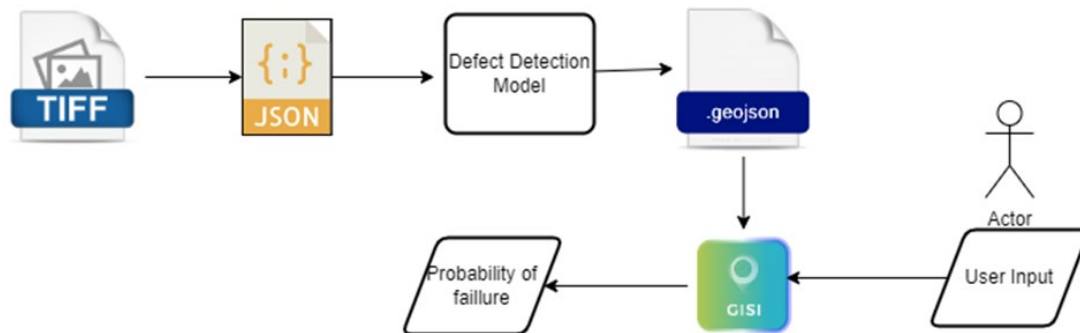 TIFF
{;}
JSON
Defect Detection
Model
.geojson
Actor
User Input
GISI
Probability of
faillure